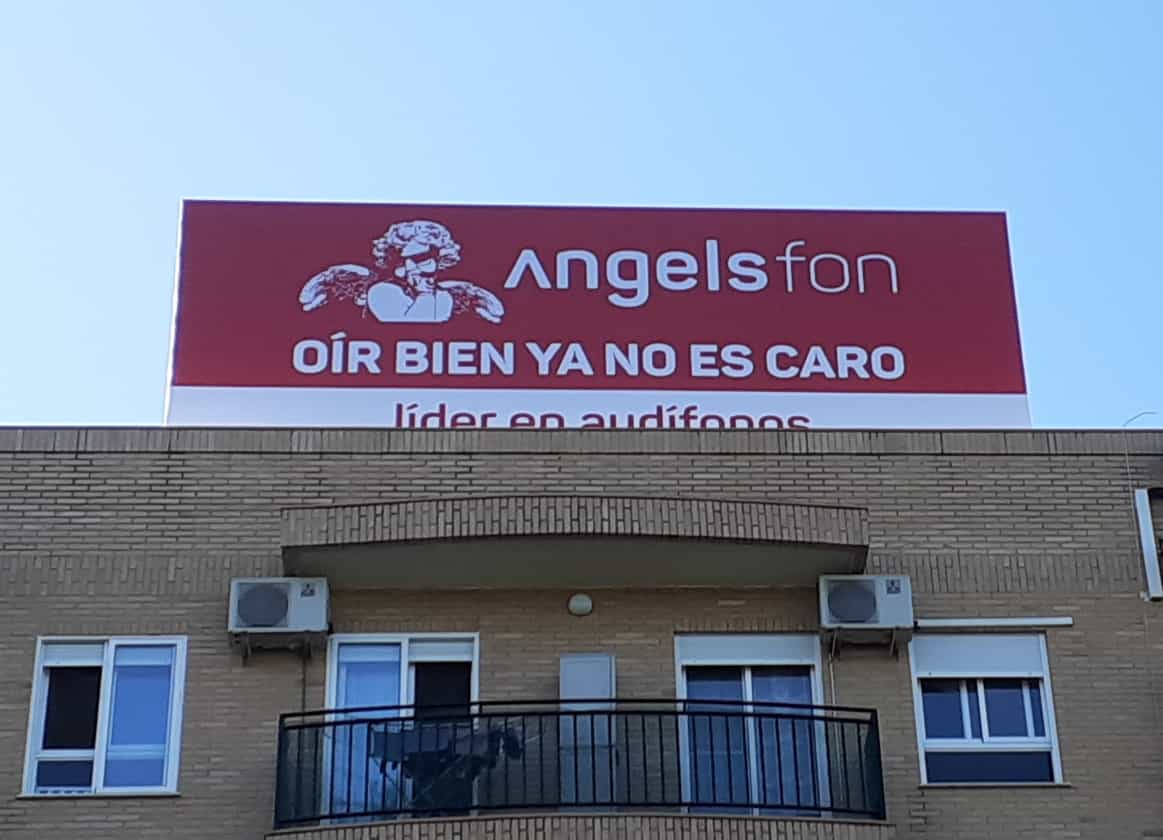 Angelsfon
OÍR BIEN YA NO ES CARO
líder en audífonos